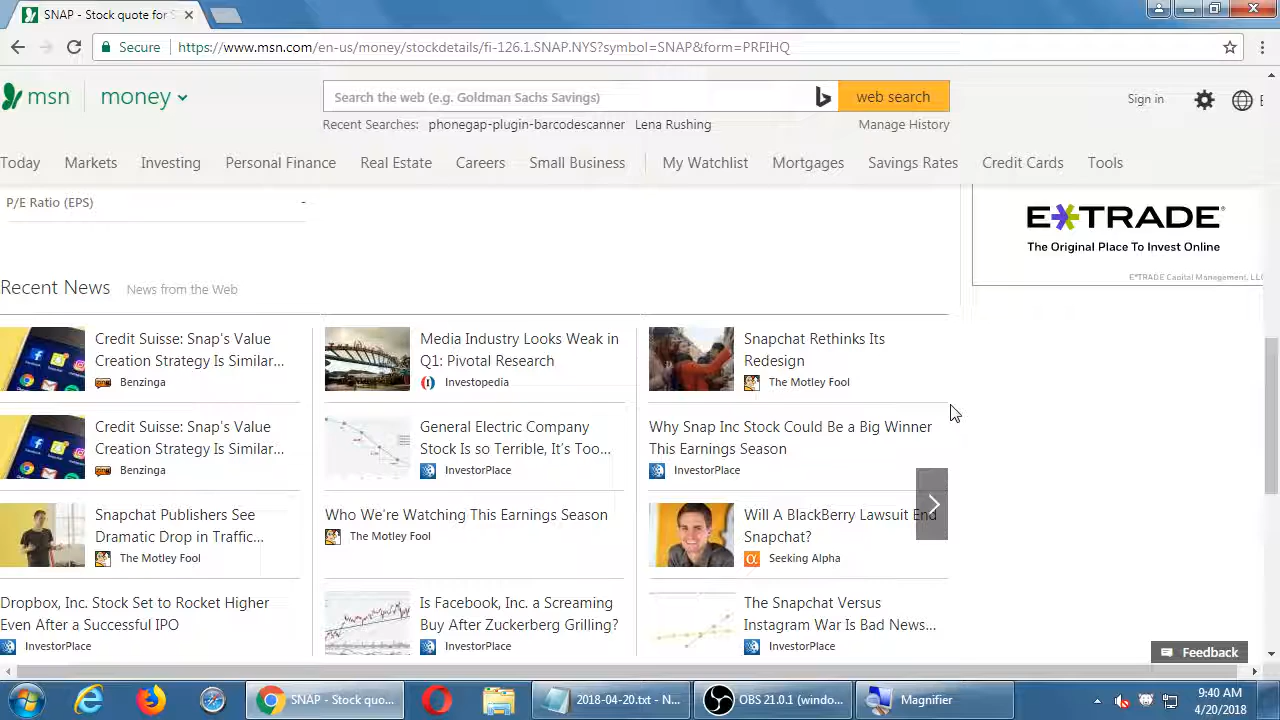 SNAP - Stock quote for S
Secure https://www.msn.com/en-us/money/stockdetails/fi-126.1.SNAP.NYS?symbol=SNAP&form=PRFIHQ
msn money
Search the web (e.g. Goldman Sachs Savings)
web search
Sign in
Recent Searches: phonegap-plugin-barcodescanner Lena Rushing Manage History
Today Markets Investing Personal Finance Real Estate Careers Small Business My Watchlist Mortgages Savings Rates Credit Cards Tools
P/E Ratio (EPS) -
E*TRADE®
The Original Place To Invest Online
E*TRADE Capital Management, LLC
Recent News News from the Web
Credit Suisse: Snap's Value
Creation Strategy Is Similar...
Benzinga
Media Industry Looks Weak in
Q1: Pivotal Research
Investopedia
Snapchat Rethinks Its
Redesign
The Motley Fool
Credit Suisse: Snap's Value
Creation Strategy Is Similar...
Benzinga
General Electric Company
Stock Is so Terrible, It's Too...
InvestorPlace
Why Snap Inc Stock Could Be a Big Winner
This Earnings Season
InvestorPlace
Snapchat Publishers See
Dramatic Drop in Traffic...
The Motley Fool
Who We're Watching This Earnings Season
The Motley Fool
Will A BlackBerry Lawsuit End
Snapchat?
Seeking Alpha
Dropbox, Inc. Stock Set to Rocket Higher
Even After a Successful IPO
InvestorPlace
Is Facebook, Inc. a Screaming
Buy After Zuckerberg Grilling?
InvestorPlace
The Snapchat Versus
Instagram War Is Bad News...
InvestorPlace
Feedback
SNAP - Stock quo...
2018-04-20.txt - N...
OBS 21.0.1 (windo...
Magnifier
9:40 AM
4/20/2018